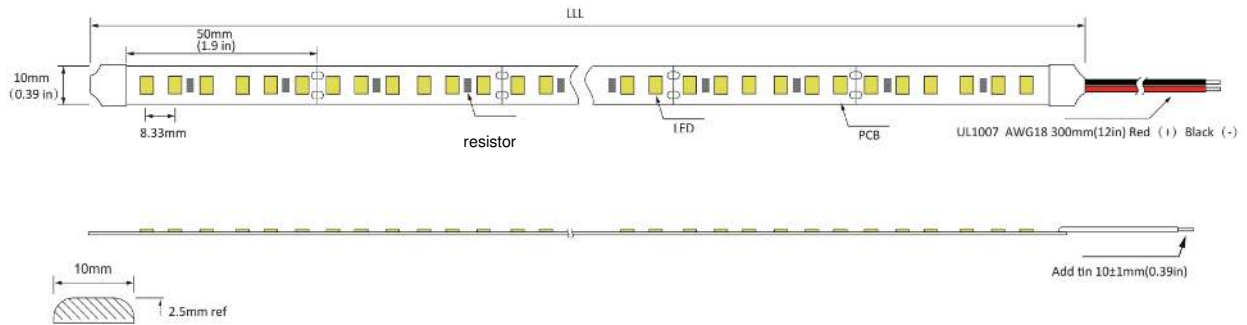 LLL
50mm
(1.9 in)
10mm
(0.39 in)
8.33mm
resistor
LED
PCB
UL1007 AWG18 300mm(12in) Red (+) Black (-)
Add tin 10±1mm(0.39in)
10mm
2.5mm ref